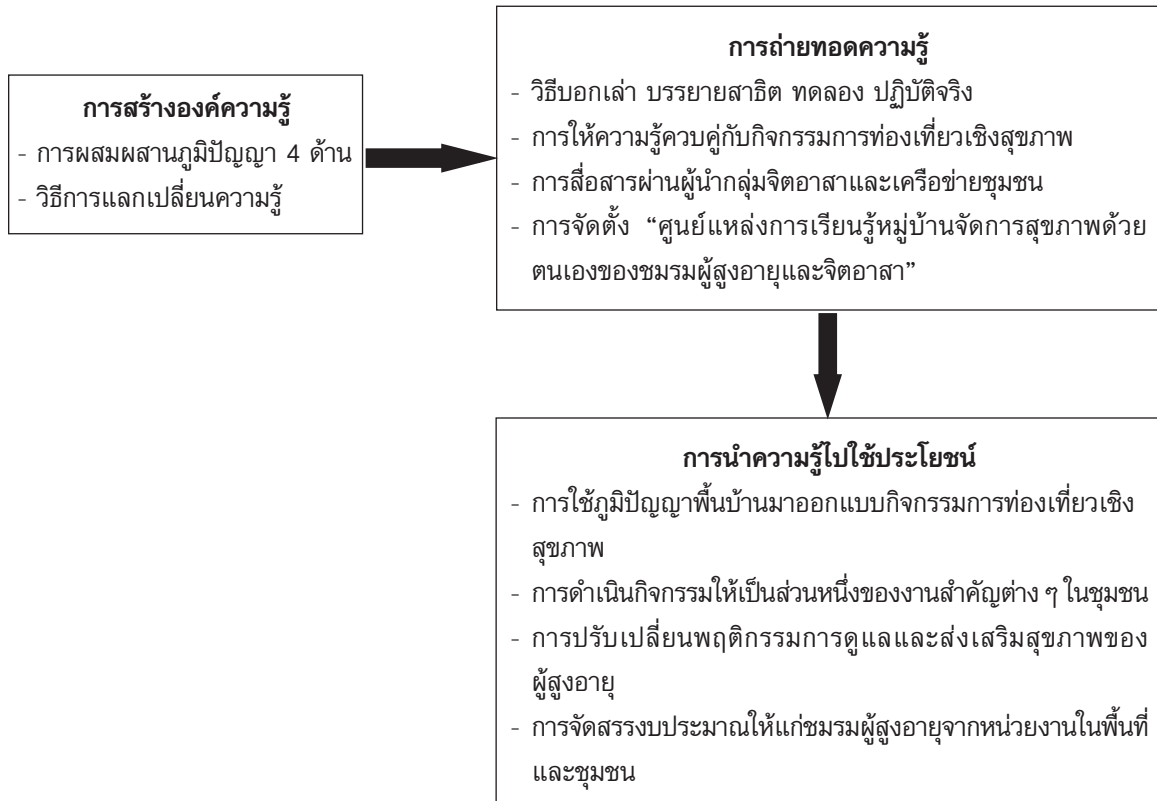 การสร้างองค์ความรู้
- การผสมผสานภูมิปัญญา 4 ด้าน
- วิธีการแลกเปลี่ยนความรู้
การถ่ายทอดความรู้
- วิธีบอกเล่า บรรยายสาธิต ทดลอง ปฏิบัติจริง
- การให้ความรู้ควบคู่กับกิจกรรมการท่องเที่ยวเชิงสุขภาพ
- การสื่อสารผ่านผู้นำกลุ่มจิตอาสาและเครือข่ายชุมชน
- การจัดตั้ง “ศูนย์แหล่งการเรียนรู้หมู่บ้านจัดการสุขภาพด้วย
ตนเองของชมรมผู้สูงอายุและจิตอาสา”
การนำความรู้ไปใช้ประโยชน์
- การใช้ภูมิปัญญาพื้นบ้านมาออกแบบกิจกรรมการท่องเที่ยวเชิง
สุขภาพ
- การดำเนินกิจกรรมให้เป็นส่วนหนึ่งของงานสำคัญต่าง ๆ ในชุมชน
- การปรับเปลี่ยนพฤติกรรมการดูแลและส่งเสริมสุขภาพของ
ผู้สูงอายุ
- การจัดสรรงบประมาณให้แก่ชมรมผู้สูงอายุจากหน่วยงานในพื้นที่
และชุมชน